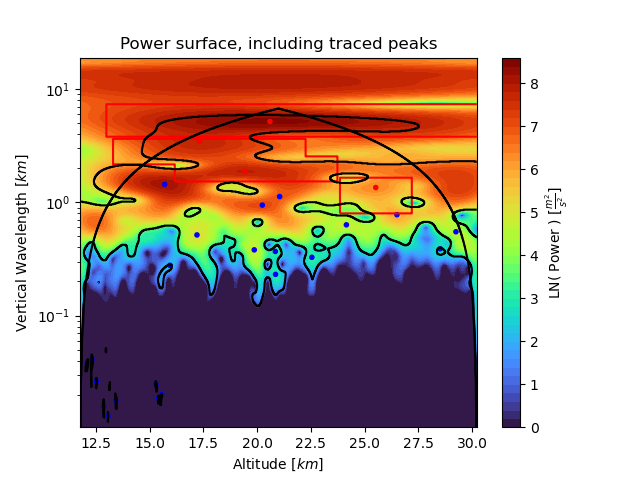 Power surface, including traced peaks
Vertical Wavelength [km]
10¹
10⁰
10⁻¹
12.5 15.0 17.5 20.0 22.5 25.0 27.5 30.0
Altitude [km]
8
7
6
5
4
3
2
1
0
LN( Power ) [m²/s²]